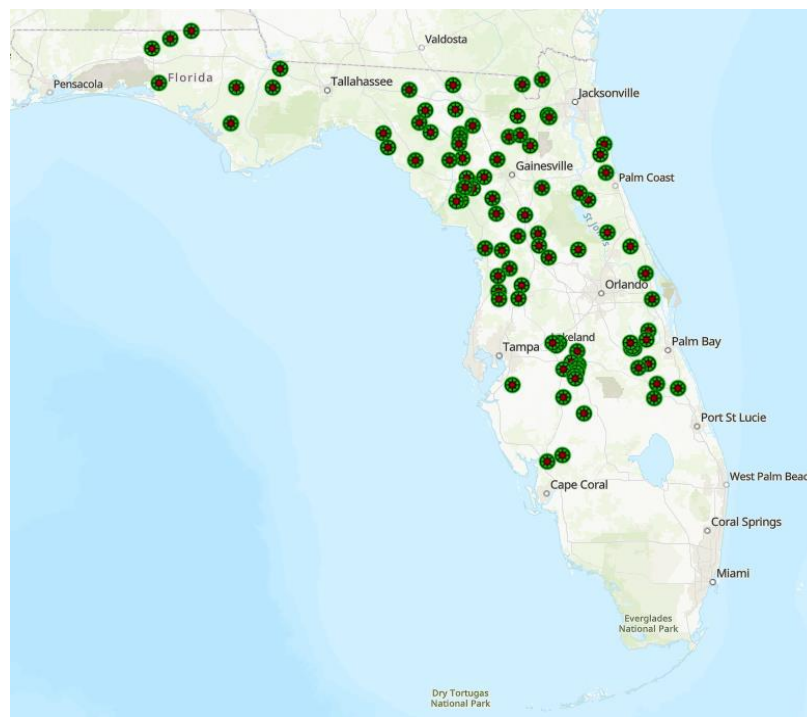 Valdosta
Florida
Tallahassee
Pensacola
Jacksonville
Gainesville
Palm Coast
St Johns
Orlando
Tampa
Palm Bay
Port St Lucie
Cape Coral
West Palm Beac
Coral Springs
Miami
Everglades
National Park
Dry Tortugas
National Park